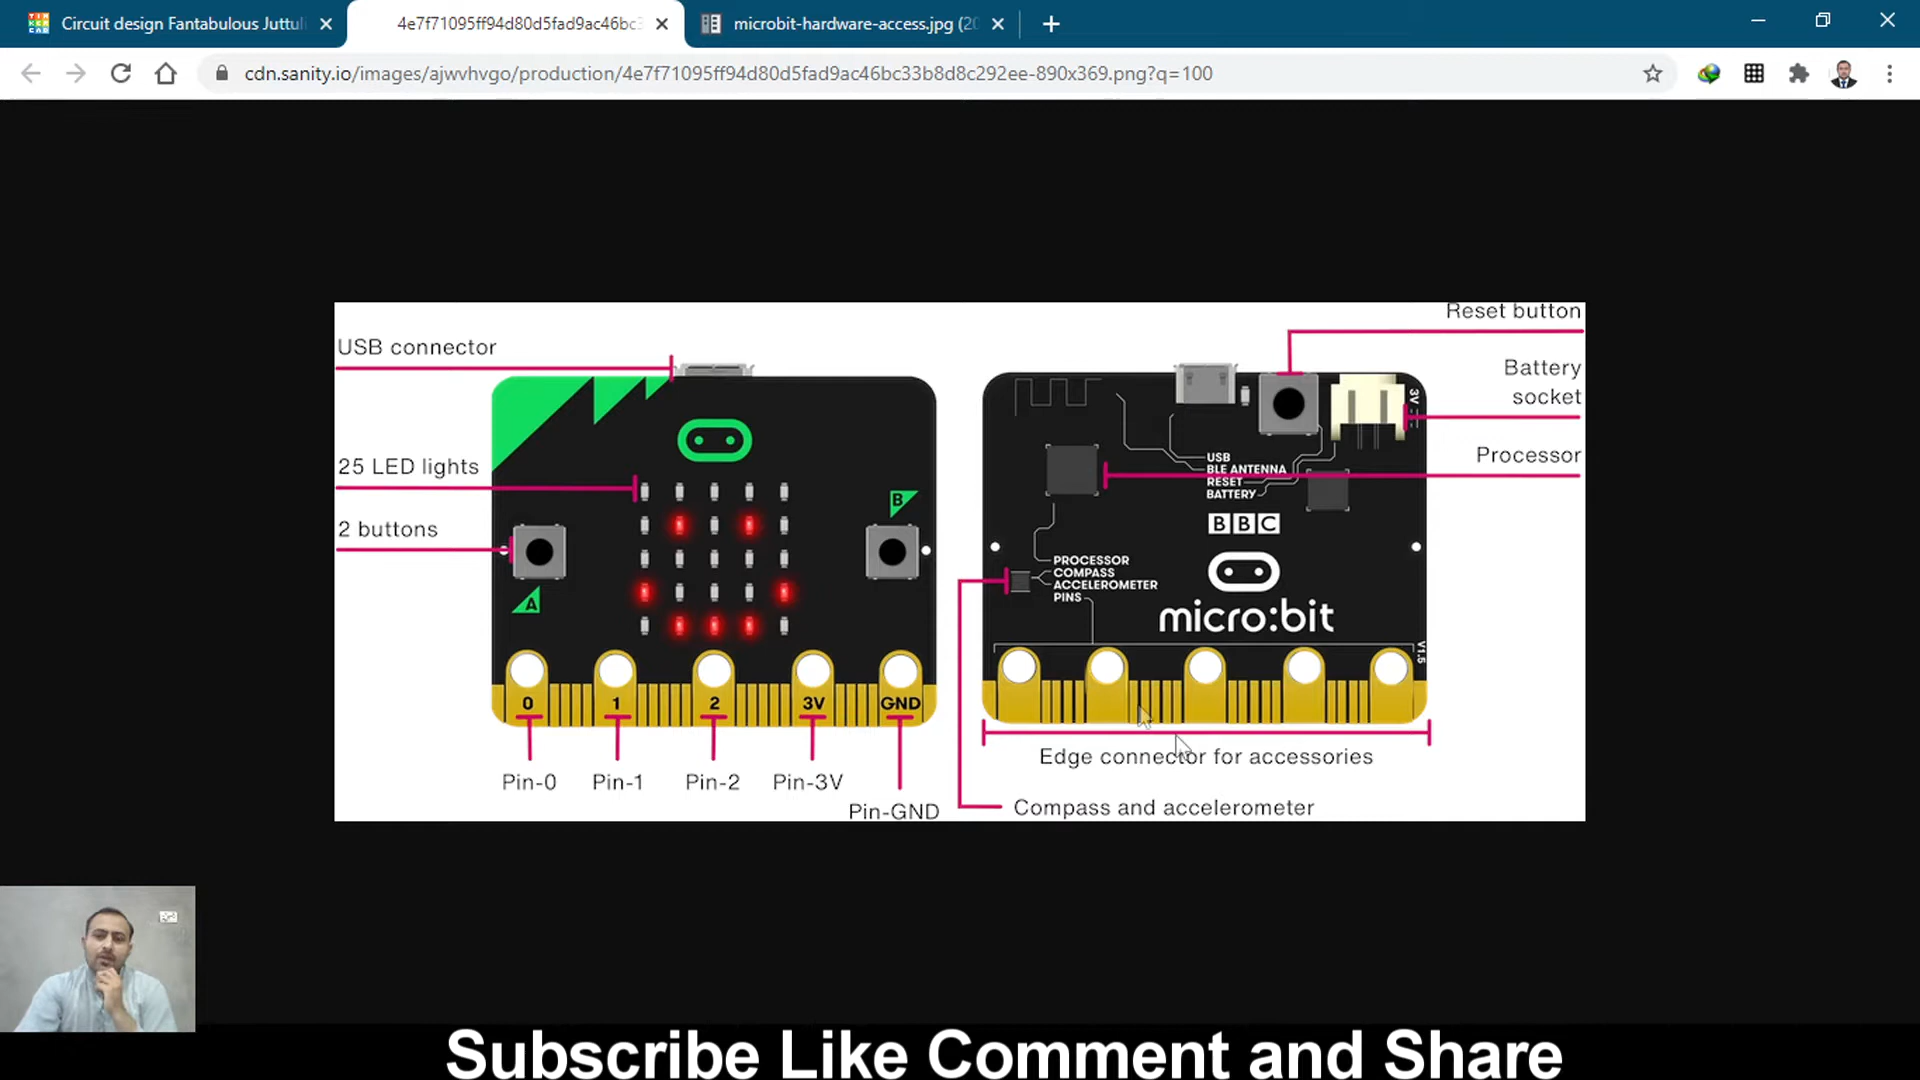 Circuit design Fantabulous Juttuli
4e7f71095ff94d80d5fad9ac46bc3
microbit-hardware-access.jpg (20
cdn.sanity.io/images/ajwvhvgo/production/4e7f71095ff94d80d5fad9ac46bc33b8d8c292ee-890x369.png?q=100
USB connector
25 LED lights
2 buttons
A
B
0 1 2 3V GND
Pin-0 Pin-1 Pin-2 Pin-3V
Pin-GND
Reset button
Battery
socket
Processor
3V
USB
BLE ANTENNA
RESET
BATTERY
BBC
PROCESSOR
COMPASS
ACCELEROMETER
PINS
micro:bit
V1.5
Edge connector for accessories
Compass and accelerometer
Subscribe Like Comment and Share